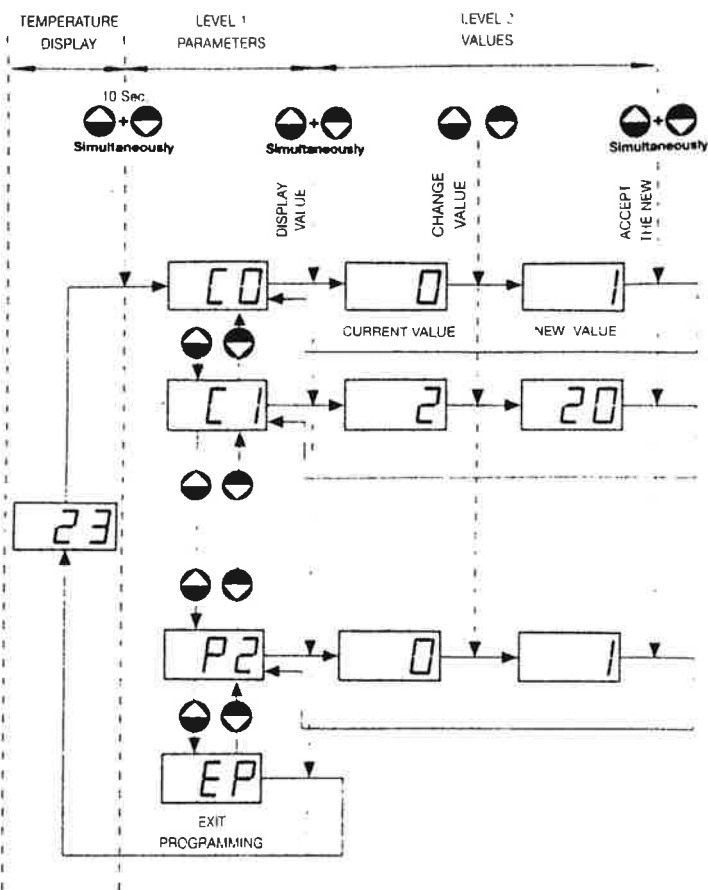 TEMPERATURE
DISPLAY
LEVEL 1
PARAMETERS
LEVEL
VALUES
10 Sec.
+
Simultaneously
+
Simultaneously
+
Simultaneously
DISPLAY
VALUE
CHANGE
VALUE
ACCEPT
THE NEW
C0
0
1
CURRENT VALUE
NEW VALUE
C1
2
20
23
P2
0
1
EP
EXIT
PROGRAMMING